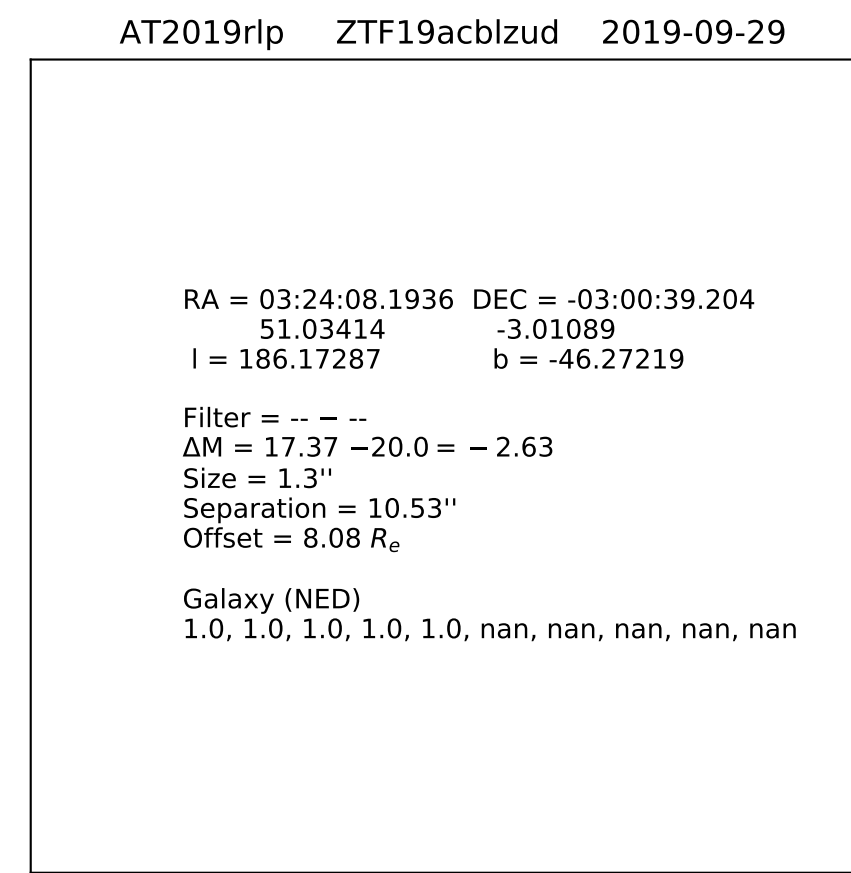 AT2019rlp ZTF19acblzud 2019-09-29
RA = 03:24:08.1936 DEC = -03:00:39.204
51.03414 -3.01089
l = 186.17287 b = -46.27219
Filter = -- − --
ΔM = 17.37 −20.0 = − 2.63
Size = 1.3''
Separation = 10.53''
Offset = 8.08 Rₑ
Galaxy (NED)
1.0, 1.0, 1.0, 1.0, 1.0, nan, nan, nan, nan, nan